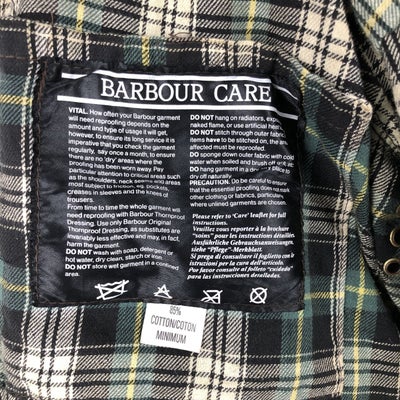 BARBOUR CARE
VITAL. How often your Barbour garment
will need reproofing depends on the
amount and type of usage it will get,
however, to ensure its long service it is
imperative that you check the garment
regularly, say once a month, to ensure
there are no 'dry' areas where the
proofing has been worn away. Pay
particular attention to critical areas such
as the shoulders, neck
most subject to
creases in sleeves and the knees of
trousers.
From time to time the whole garment will
need reproofing with Barbour Thornproof
Dressing. Use only Barbour Original
Thornproof Dressing, as substitutes are
invariably less effective and may, in fact,
harm the garment.
DO NOT wash with soap, detergent or
hot water, dry clean, starch or iron.
DO NOT store wet garment in a confined
area.
DO NOT hang on radiators, expose to
naked flame, or use artificial heat.
DO NOT stitch through outer fabric. If
items have to be stitched on, the area
affected must be reproofed.
DO sponge down outer fabric with cold
water when soiled and brush off
DO hang garment in a place to
dry off naturally.
PRECAUTION. Do be careful to ensure
that the essential proofing does not mark
other clothing or fabrics, particularly
where unlined garments are chosen.
Please refer to 'Care' leaflet for full
instructions.
Veuillez vous reporter à la brochure
"soins" pour les instructions détaillées.
Ausführliche Gebrauchsanweisungen
siehe "Pflege"-Merkblatt.
Si prega di consultare il foglietto con le
istruzioni per la cura dell'articolo.
Por favor consulte el folleto "cuidado"
para las instrucciones detalladas.
85%
COTTON/COTON
MINIMUM